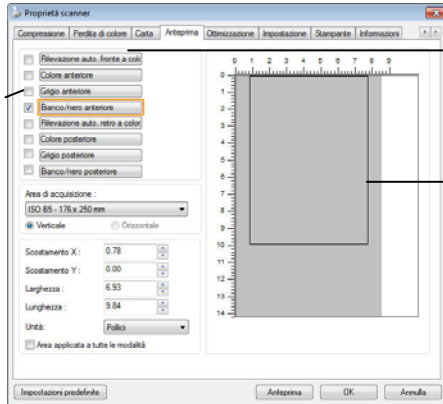 Proprietà scanner
Compressione Perdita di colore Carta Anteprima Ottimizzazione Impostazione Stampante Informazioni
Rilevazione auto. fronte a colo
Colore anteriore
Grigio anteriore
Bianco/nero anteriore
Rilevazione auto. retro a color
Colore posteriore
Grigio posteriore
Bianco/nero posteriore
Area di acquisizione :
ISO B5 - 176 x 250 mm
Verticale Orizzontale
Scostamento X : 0.78
Scostamento Y : 0.00
Larghezza : 6.93
Lunghezza : 9.84
Unità: Pollici
Area applicata a tutte le modalità
0 1 2 3 4 5 6 7 8 9
0
1
2
3
4
5
6
7
8
9
10
11
12
13
14
Impostazioni predefinite Anteprima OK Annulla